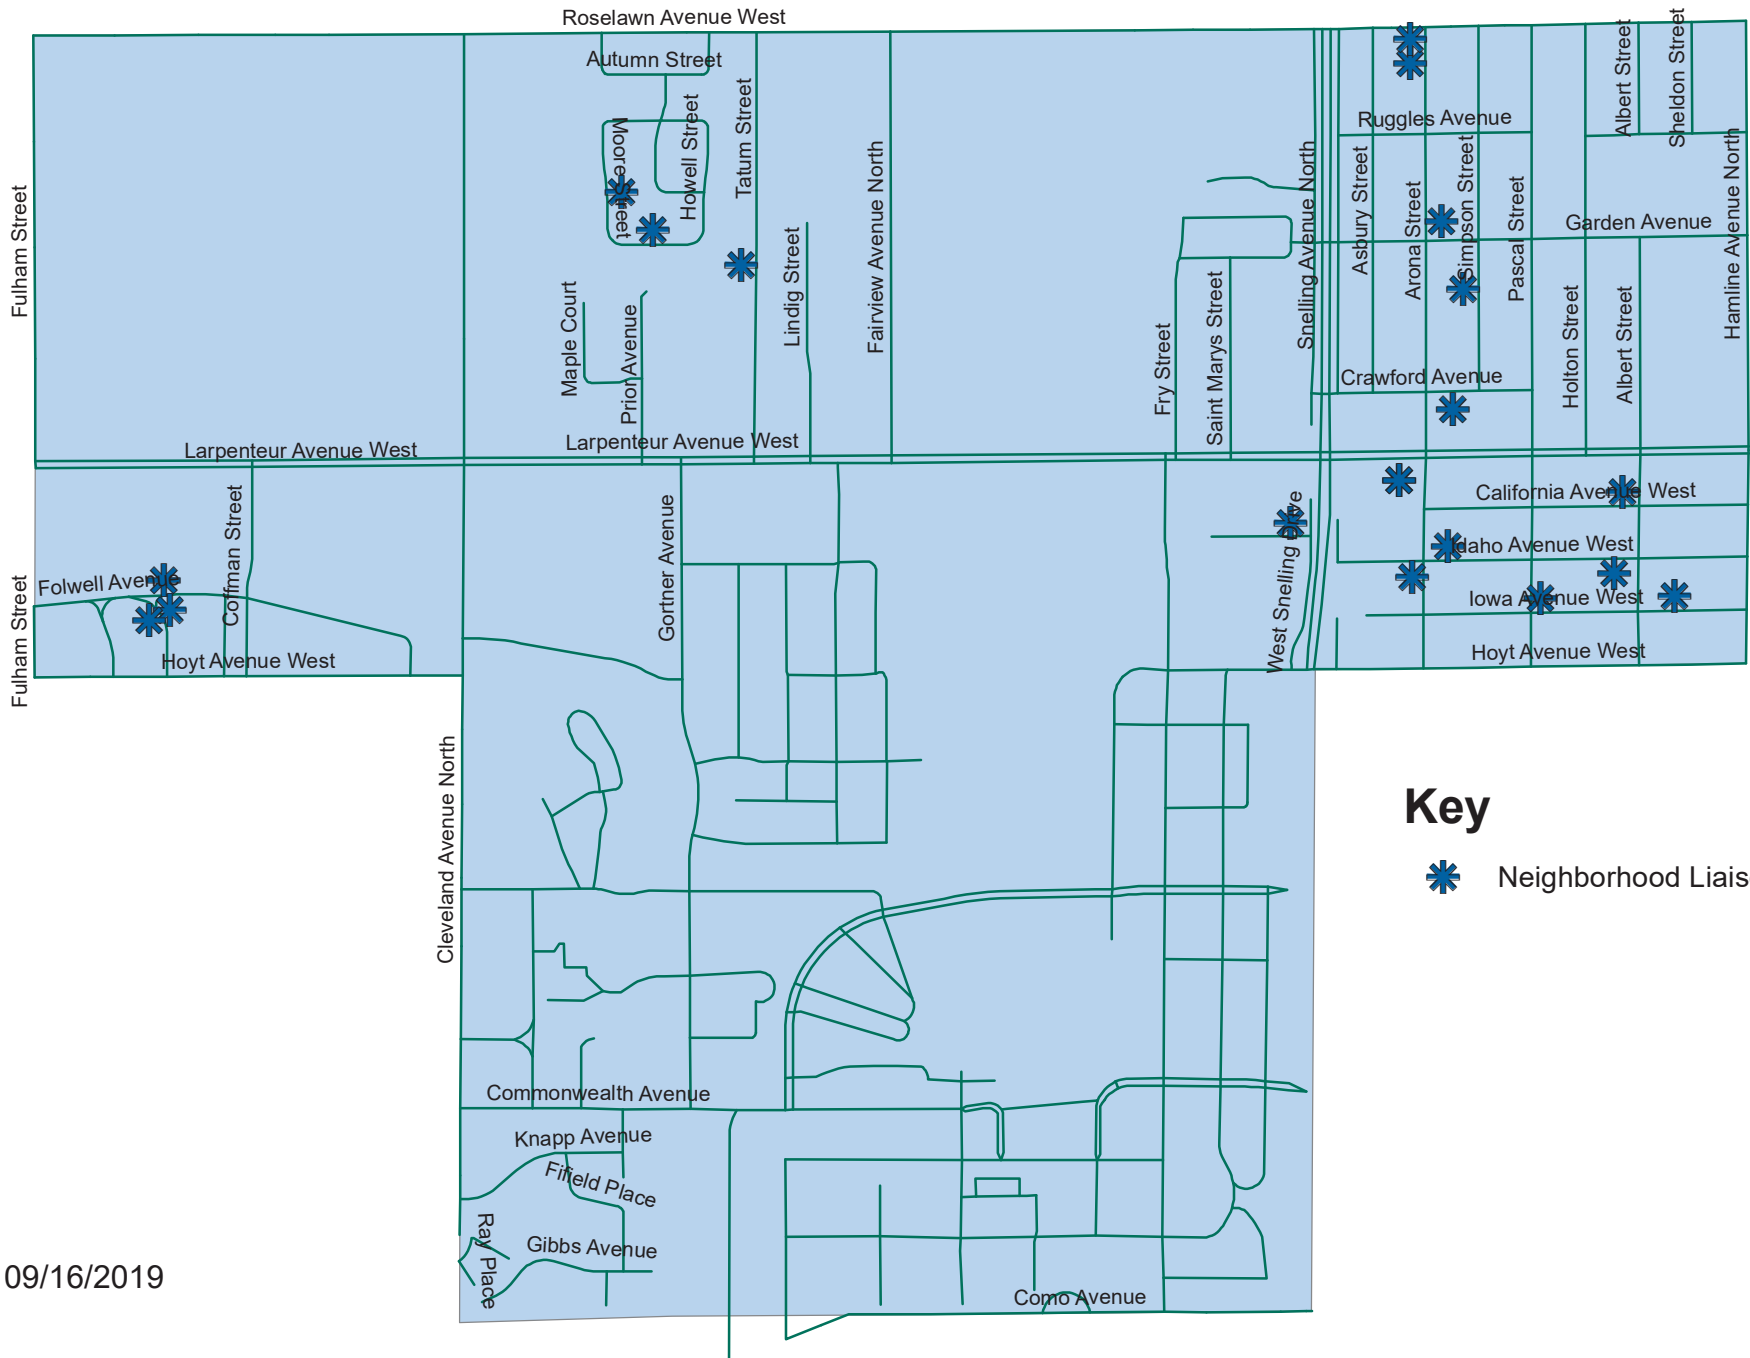 Roselawn Avenue West
Autumn Street
Moore Street
Howell Street
Tatum Street
Fairview Avenue North
Fulham Street
Maple Court
Prior Avenue
Lindig Street
Larpenteur Avenue West
Larpenteur Avenue West
Fry Street
Saint Marys Street
Snelling Avenue North
Asbury Street
Arona Street
Simpson Street
Pascal Street
Ruggles Avenue
Albert Street
Sheldon Street
Hamline Avenue North
Garden Avenue
Holton Street
Albert Street
Crawford Avenue
California Avenue West
Idaho Avenue West
Iowa Avenue West
Hoyt Avenue West
West Snelling Drive
Gortner Avenue
Coffman Street
Folwell Avenue
Fulham Street
Hoyt Avenue West
Cleveland Avenue North
Key
Neighborhood Liais
Commonwealth Avenue
Knapp Avenue
Fifield Place
Ray Place
Gibbs Avenue
Como Avenue
09/16/2019